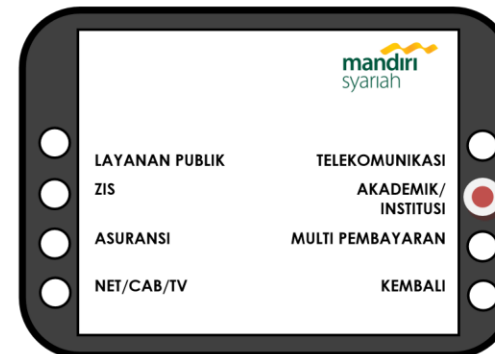 mandiri
syariah
LAYANAN PUBLIK
TELEKOMUNIKASI
ZIS
AKADEMIK/
INSTITUSI
ASURANSI
MULTI PEMBAYARAN
NET/CAB/TV
KEMBALI